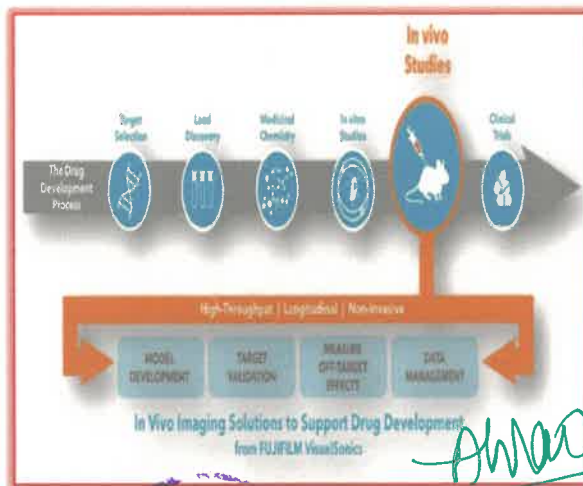 In vivo
Studies
Target
Selection
Lead
Discovery
Medicinal
Chemistry
In vitro
Studies
Clinical
Trials
The Drug
Development
Process
High-Throughput | Longitudinal | Non-invasive
MODEL
DEVELOPMENT
TARGET
VALIDATION
MEASURE
OFF-TARGET
EFFECTS
DATA
MANAGEMENT
In Vivo Imaging Solutions to Support Drug Development
from FUJIFILM VisualSonics